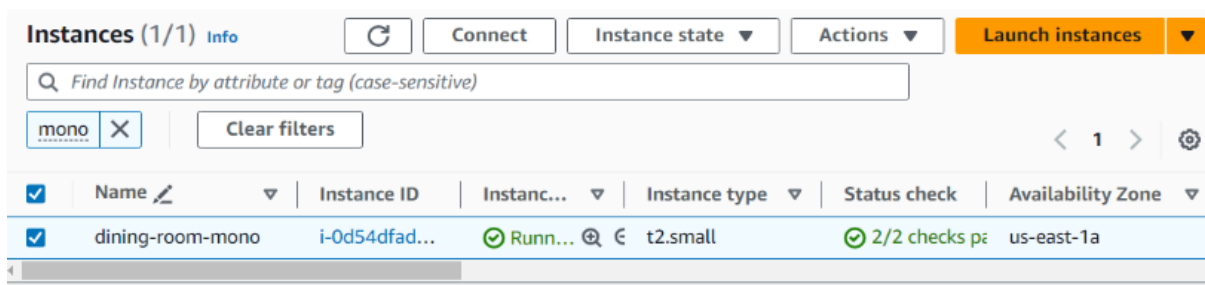 Instances (1/1) Info Connect Instance state Actions Launch instances
Find Instance by attribute or tag (case-sensitive)
mono Clear filters
1
Name Instance ID Instanc... Instance type Status check Availability Zone
dining-room-mono i-0d54dfad... Runn... t2.small 2/2 checks pa us-east-1a